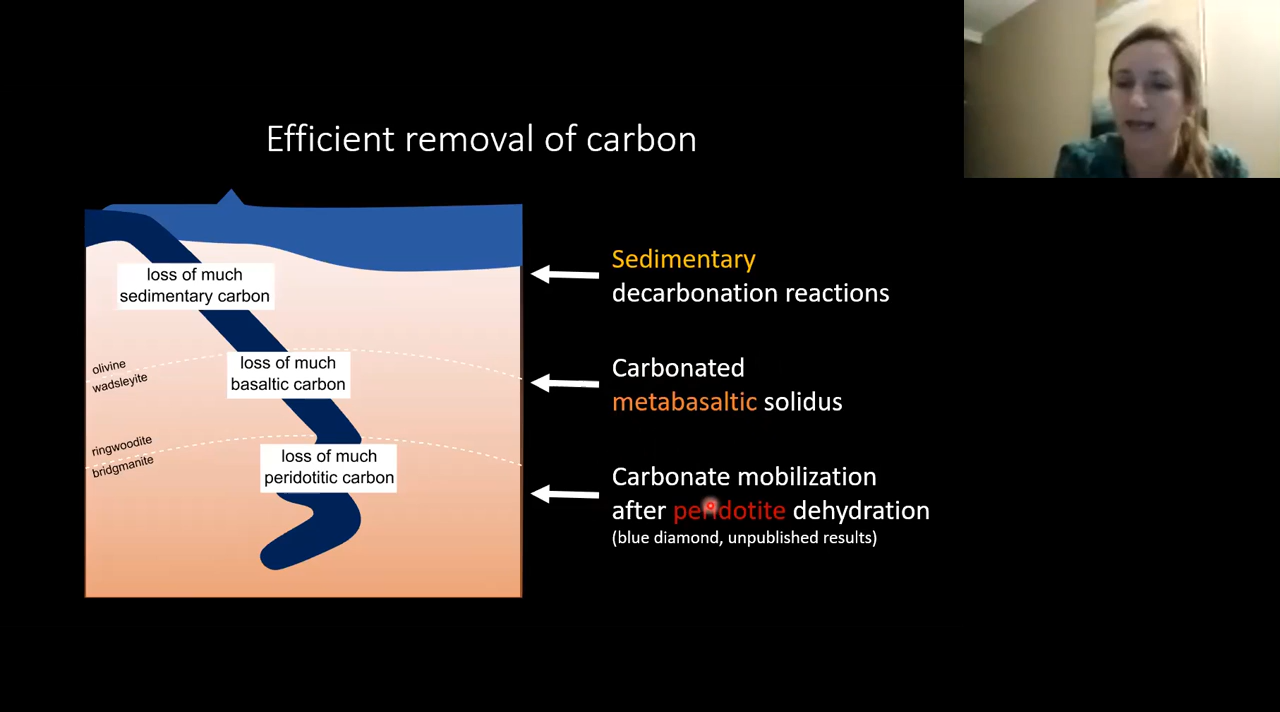 Efficient removal of carbon
loss of much
sedimentary carbon
loss of much
basaltic carbon
loss of much
peridotitic carbon
olivine
wadsleyite
ringwoodite
bridgmanite
Sedimentary
decarbonation reactions
Carbonated
metabasaltic solidus
Carbonate mobilization
after peridotite dehydration
(blue diamond, unpublished results)